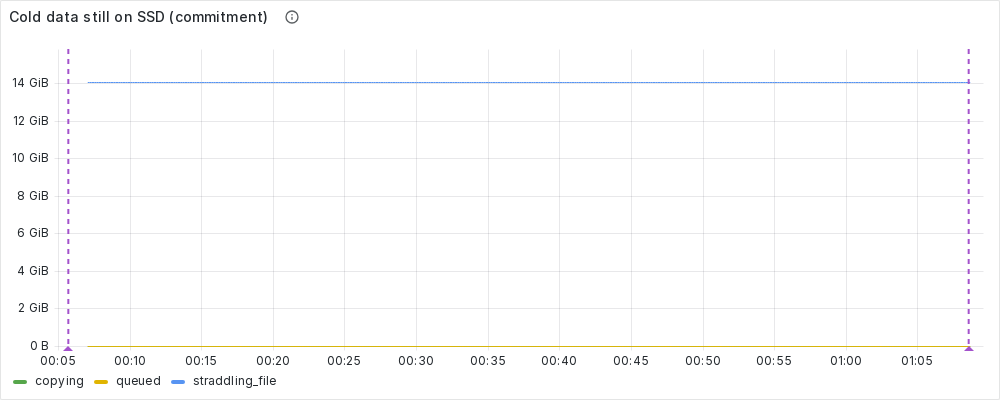 Cold data still on SSD (commitment)
14 GiB
12 GiB
10 GiB
8 GiB
6 GiB
4 GiB
2 GiB
0 B
00:05 00:10 00:15 00:20 00:25 00:30 00:35 00:40 00:45 00:50 00:55 01:00 01:05
copying queued straddling_file